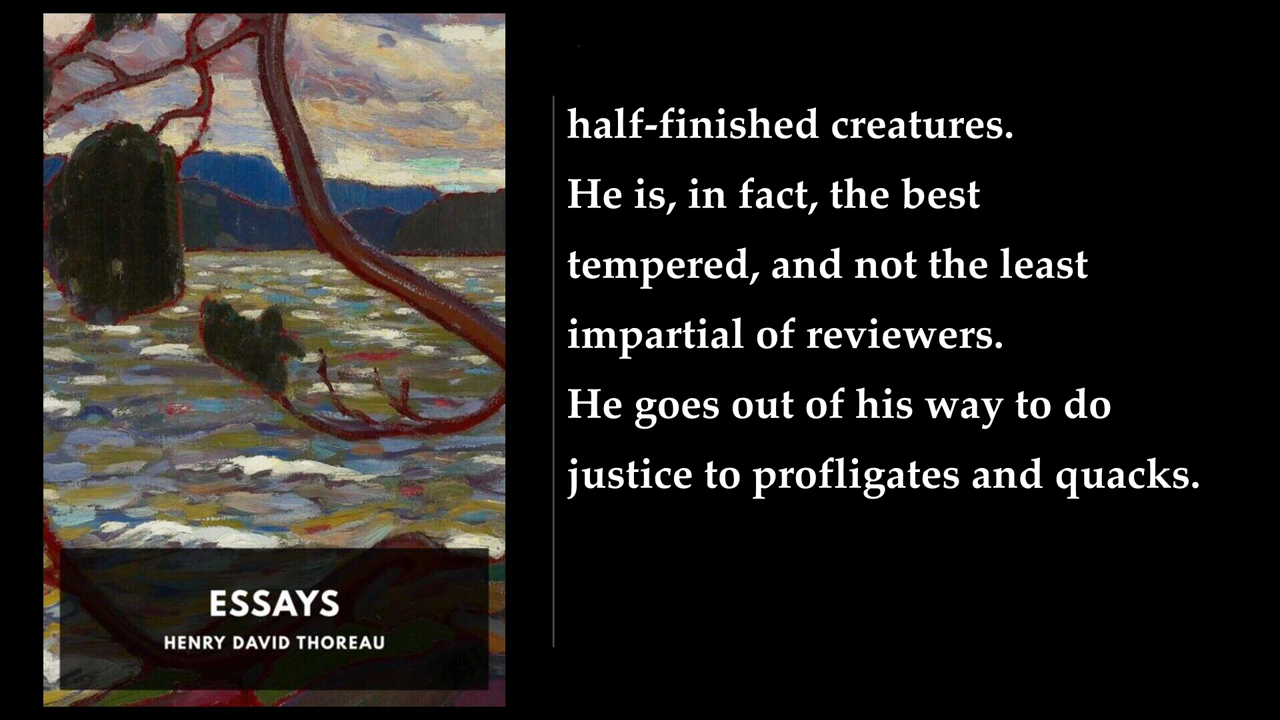 half-finished creatures.
He is, in fact, the best
tempered, and not the least
impartial of reviewers.
He goes out of his way to do
justice to profligates and quacks.
ESSAYS
HENRY DAVID THOREAU